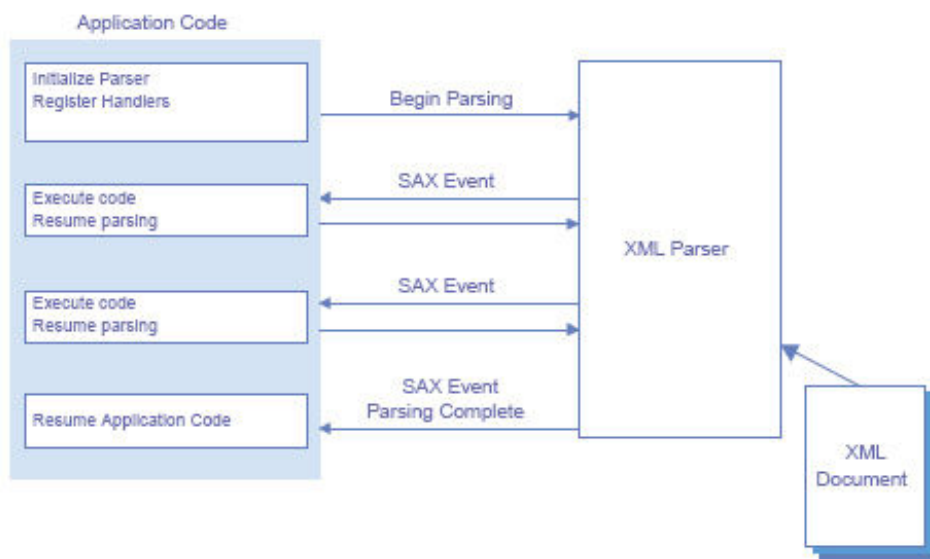 Application Code
Initialize Parser
Register Handlers
Begin Parsing
SAX Event
Execute code
Resume parsing
XML Parser
SAX Event
Execute code
Resume parsing
SAX Event
Parsing Complete
Resume Application Code
XML
Document